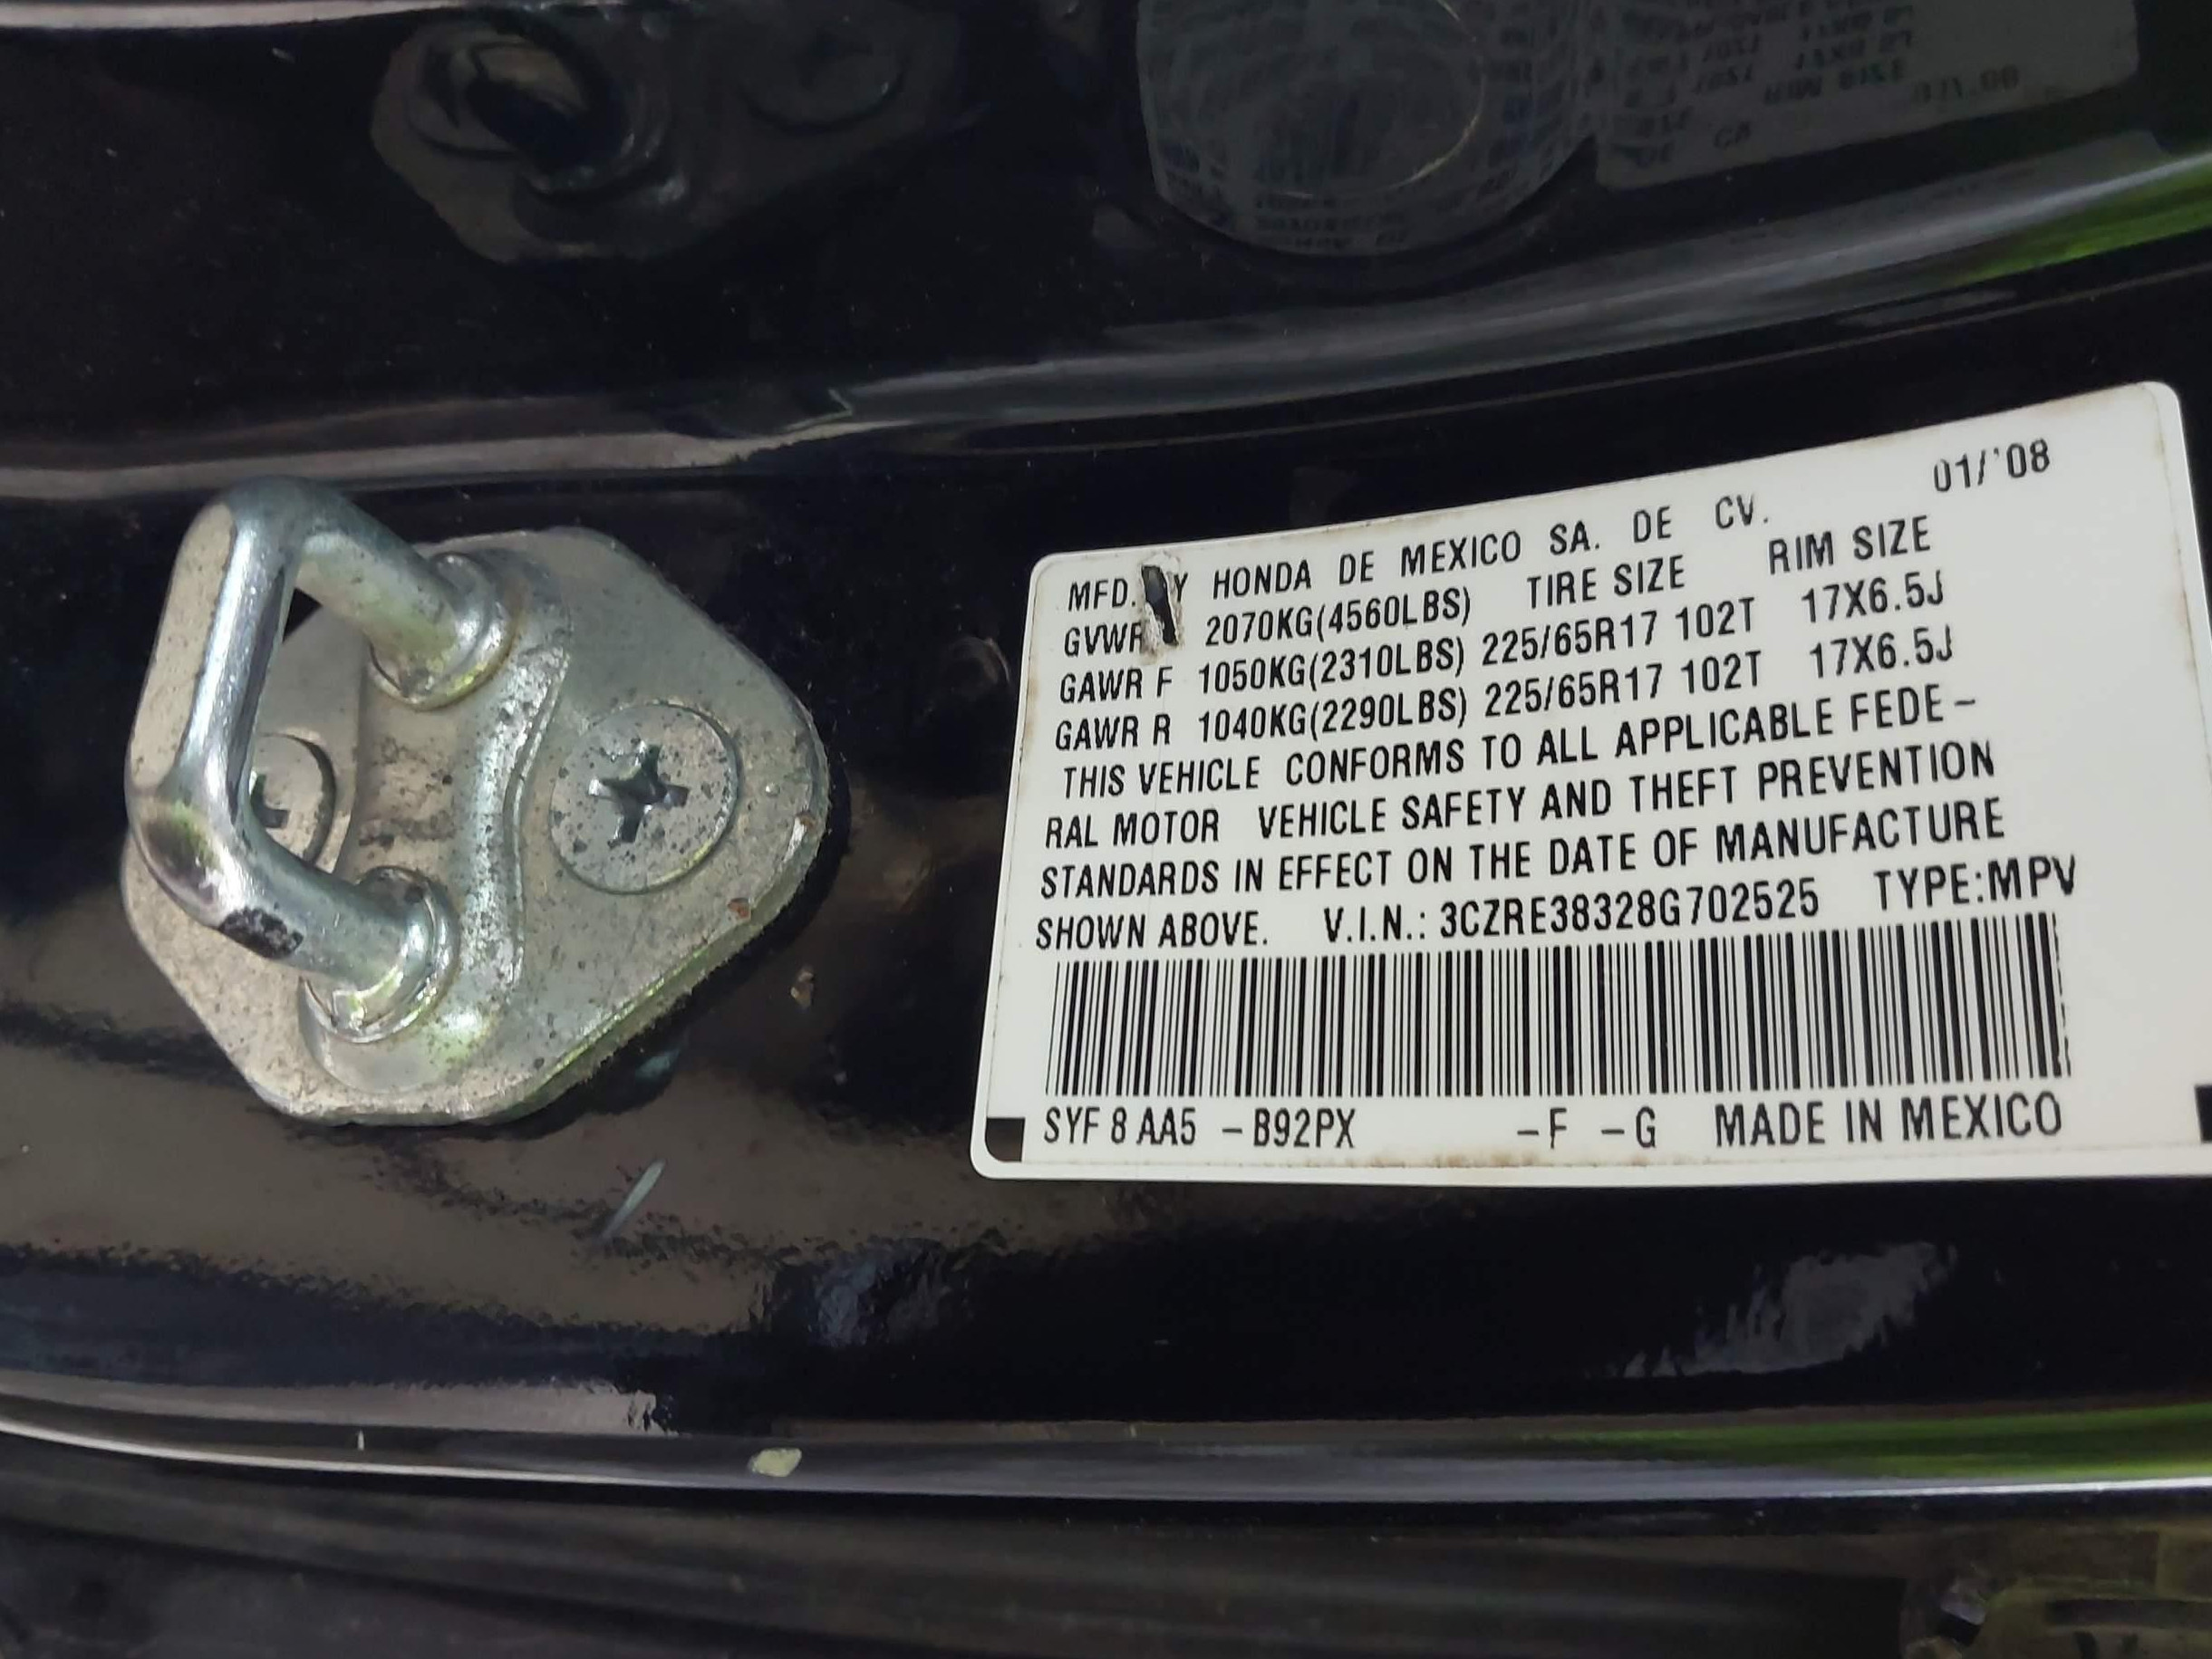 01/'08
MFD. Y HONDA DE MEXICO SA. DE CV.
GVWR 2070KG(4560LBS) TIRE SIZE RIM SIZE
GAWR F 1050KG(2310LBS) 225/65R17 102T 17X6.5J
GAWR R 1040KG(2290LBS) 225/65R17 102T 17X6.5J
THIS VEHICLE CONFORMS TO ALL APPLICABLE FEDE-
RAL MOTOR VEHICLE SAFETY AND THEFT PREVENTION
STANDARDS IN EFFECT ON THE DATE OF MANUFACTURE
SHOWN ABOVE. V.I.N.: 3CZRE38328G702525 TYPE:MPV
SYF 8 AA5 -B92PX -F -G MADE IN MEXICO